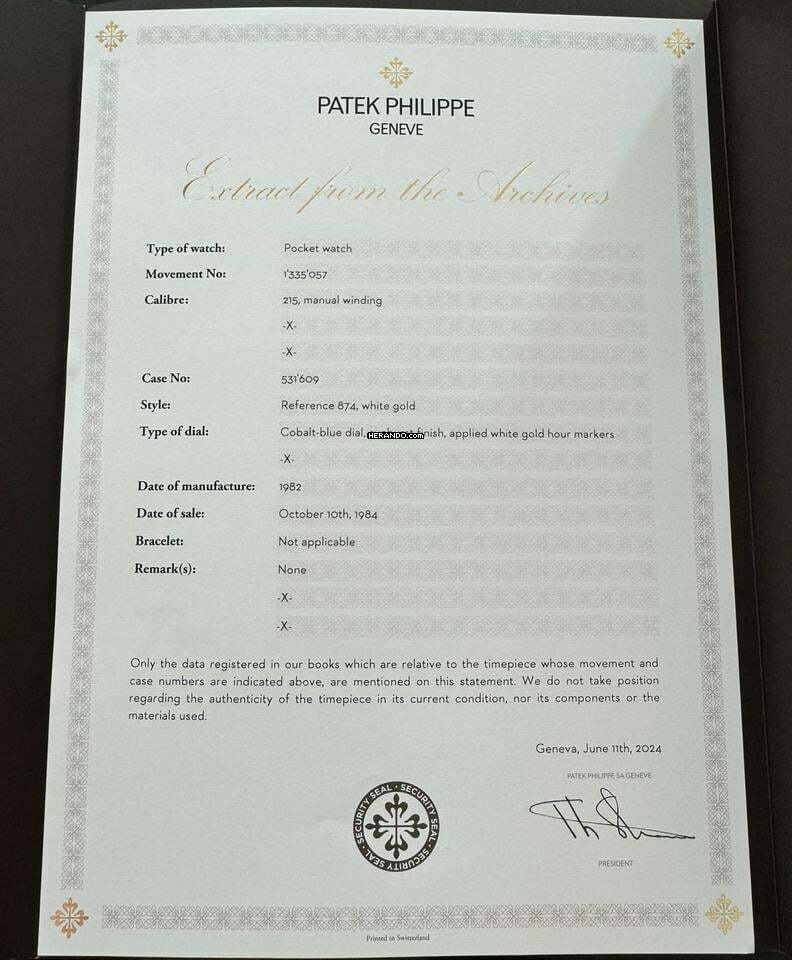 PATEK PHILIPPE
GENEVE
Extract from the Archives
Type of watch: Pocket watch
Movement No: 1'335'057
Calibre: 215, manual winding
-X-
-X-
Case No: 531'609
Style: Reference 874, white gold
Type of dial: Cobalt-blue dial, HERANDO.com finish, applied white gold hour markers
-X-
Date of manufacture: 1982
Date of sale: October 10th, 1984
Bracelet: Not applicable
Remark(s): None
-X-
-X-
Only the data registered in our books which are relative to the timepiece whose movement and
case numbers are indicated above, are mentioned on this statement. We do not take position
regarding the authenticity of the timepiece in its current condition, nor its components or the
materials used.
Geneva, June 11th, 2024
PATEK PHILIPPE SA GENEVE
SECURITY SEAL · SECURITY SEAL · SECURITY SEAL ·
PRESIDENT
Printed in Switzerland